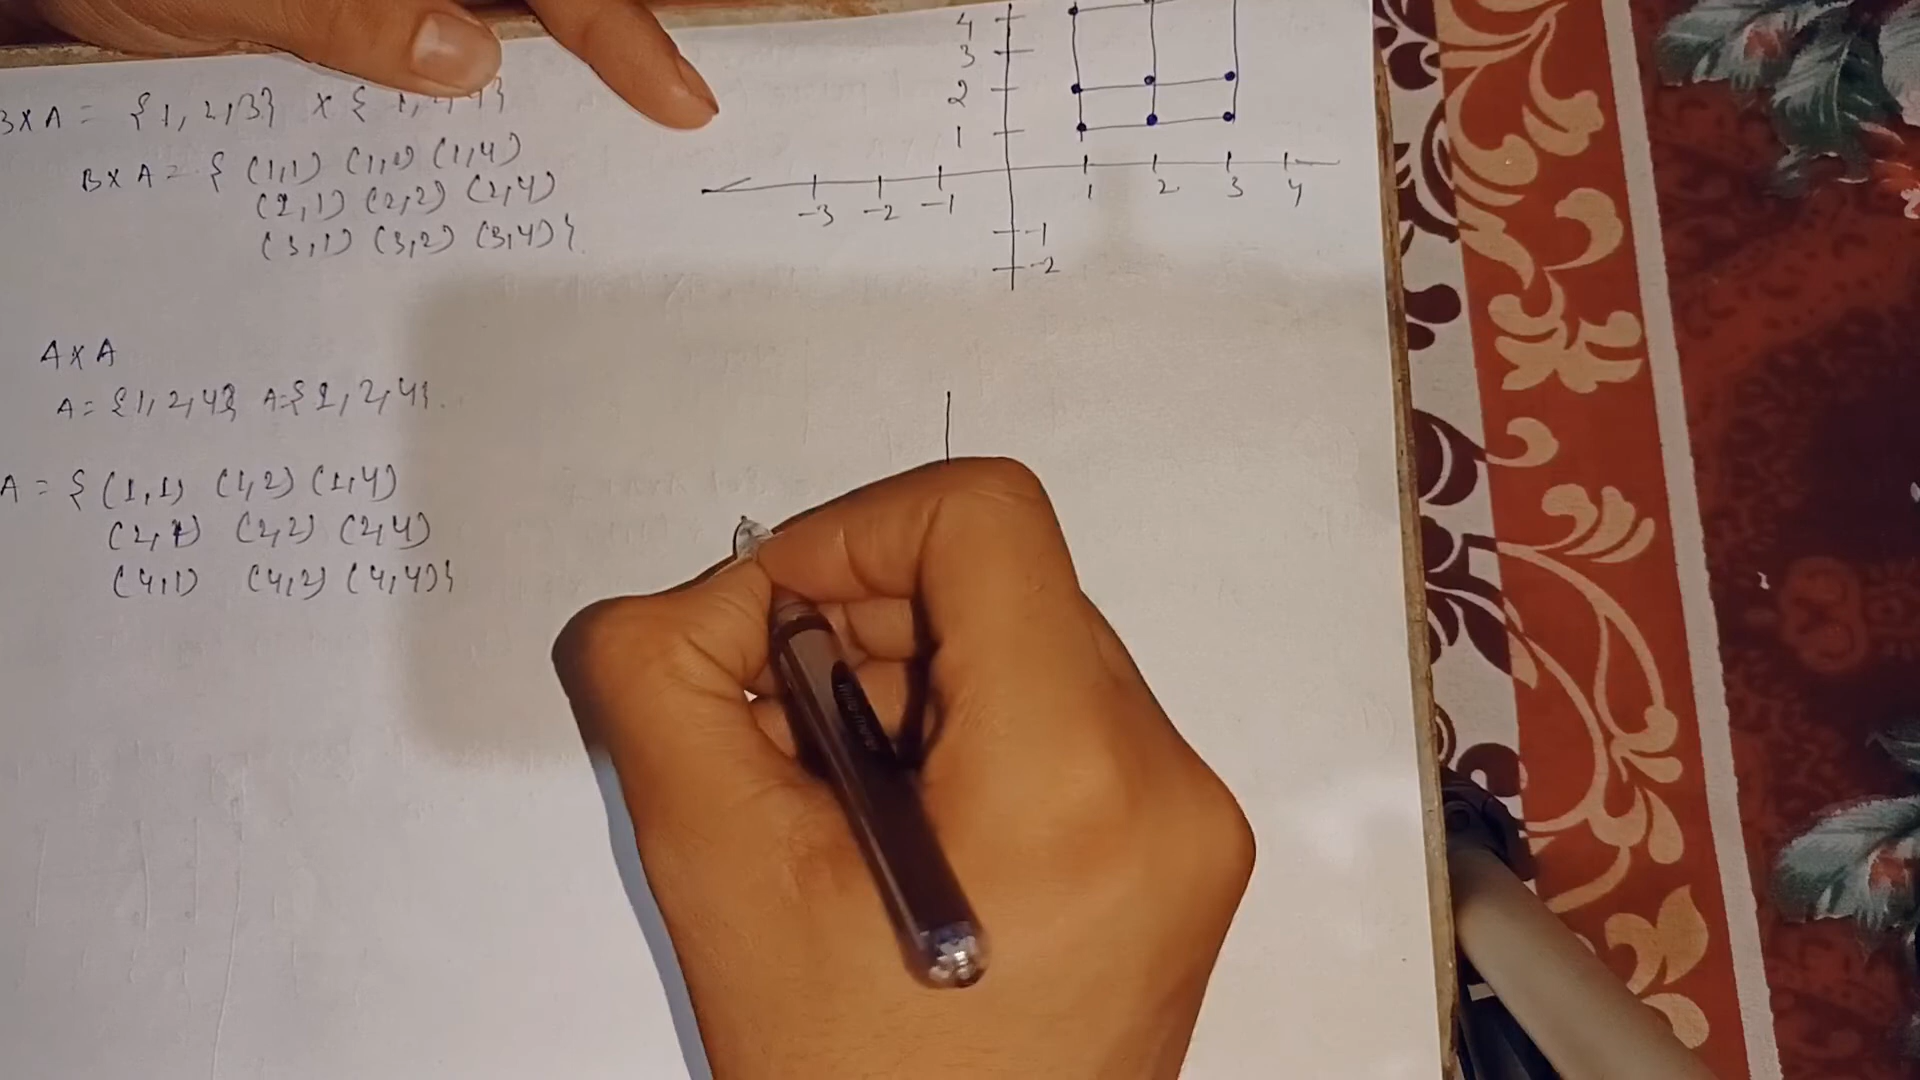 B X A = {1, 2, 3} X {1, 2, 4}
B X A = { (1,1) (1,2) (1,4)
(2,1) (2,2) (2,4)
(3,1) (3,2) (3,4) }
A X A
A = {1, 2, 4} A = {1, 2, 4}
A = { (1,1) (1,2) (1,4)
(2,1) (2,2) (2,4)
(4,1) (4,2) (4,4) }
4
3
2
1
-3 -2 -1 1 2 3 4
-1
-2